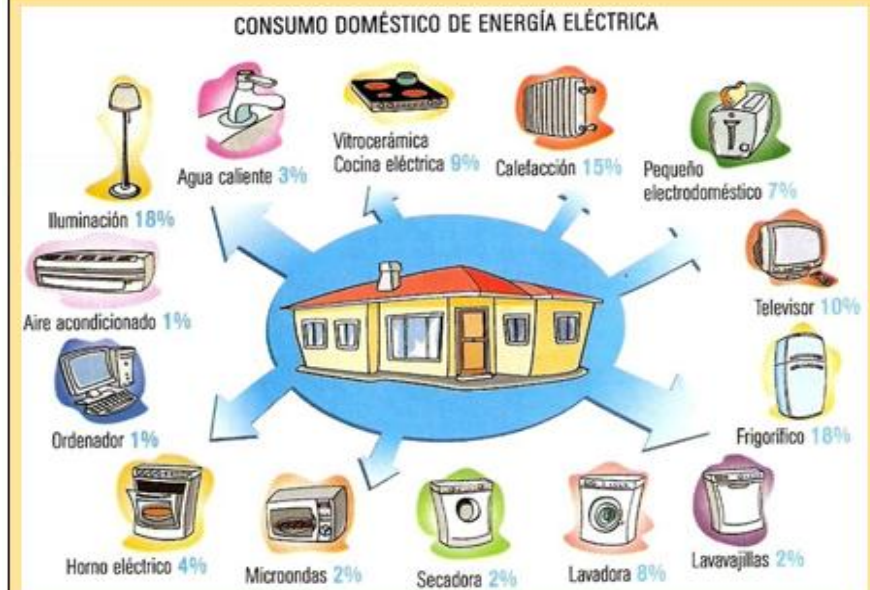 CONSUMO DOMÉSTICO DE ENERGÍA ELÉCTRICA
Iluminación 18%
Agua caliente 3%
Vitrocerámica
Cocina eléctrica 9%
Calefacción 15%
Pequeño
electrodoméstico 7%
Aire acondicionado 1%
Televisor 10%
Ordenador 1%
Frigorífico 18%
Horno eléctrico 4%
Microondas 2%
Secadora 2%
Lavadora 8%
Lavavajillas 2%